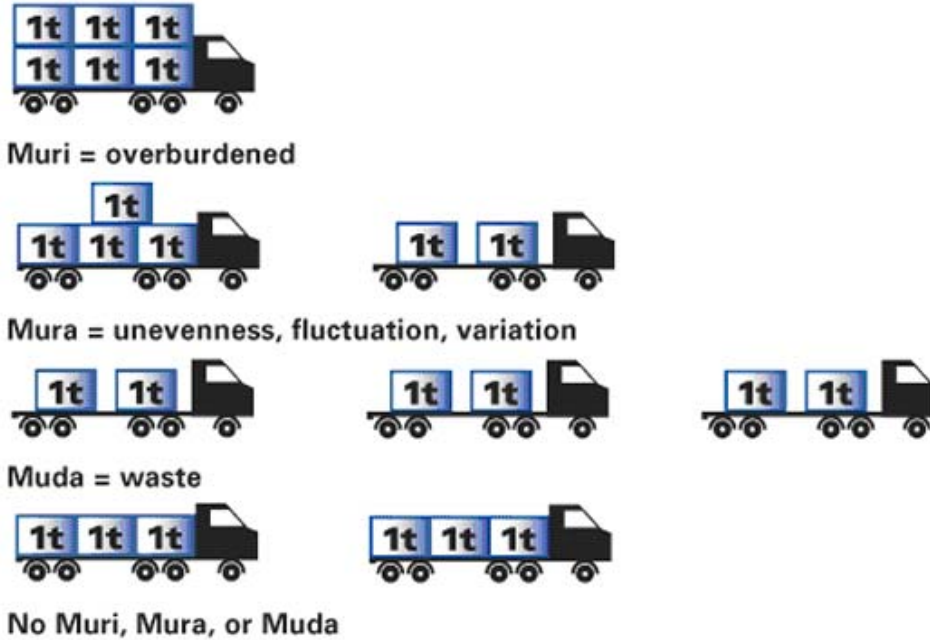 1t 1t 1t
1t 1t 1t
Muri = overburdened
1t
1t 1t 1t 1t 1t
Mura = unevenness, fluctuation, variation
1t 1t 1t 1t 1t 1t
Muda = waste
1t 1t 1t 1t 1t 1t
No Muri, Mura, or Muda